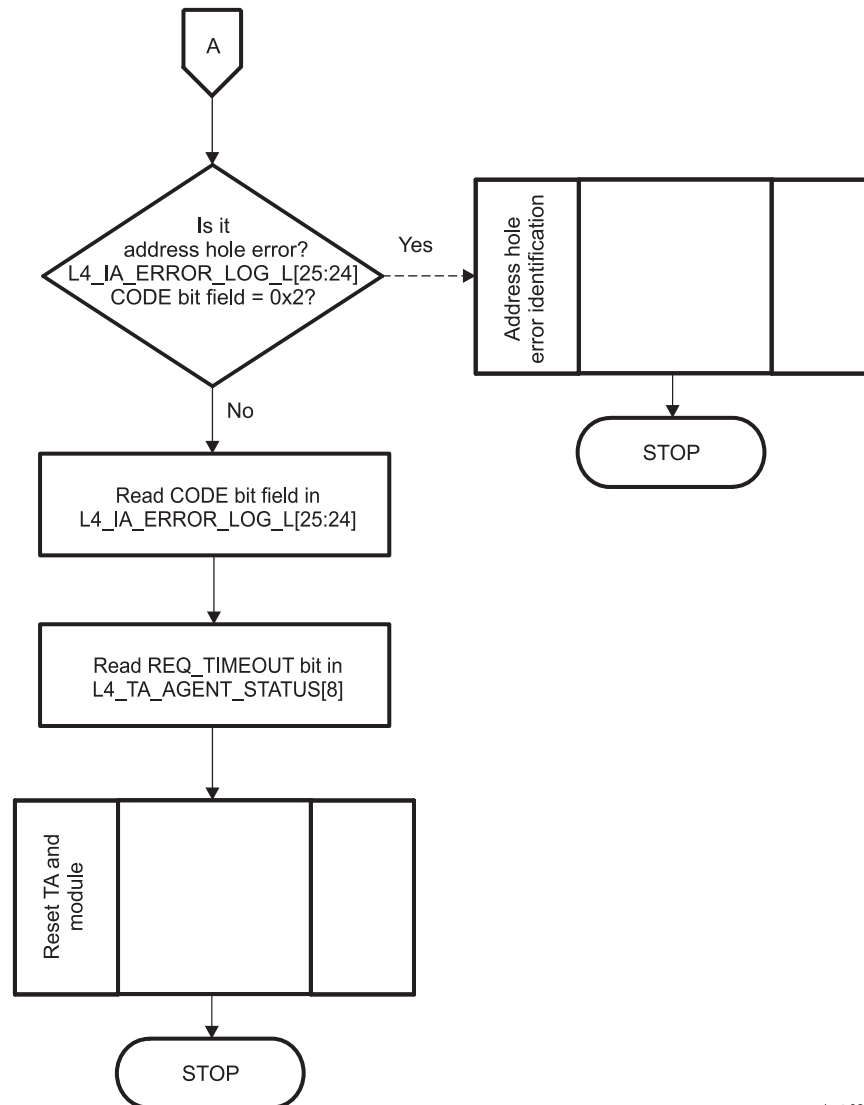 A
Is it
address hole error?
L4_IA_ERROR_LOG_L[25:24]
CODE bit field = 0x2?
Yes
Address hole
error identification
No
STOP
Read CODE bit field in
L4_IA_ERROR_LOG_L[25:24]
Read REQ_TIMEOUT bit in
L4_TA_AGENT_STATUS[8]
Reset TA and
module
STOP